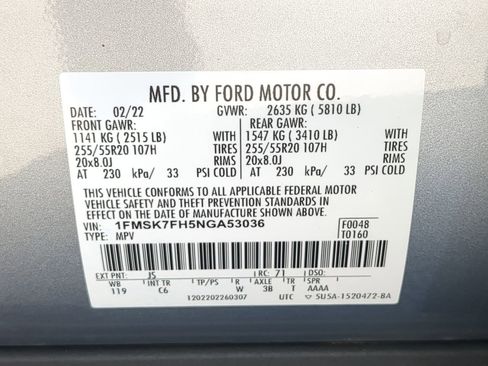 MFD. BY FORD MOTOR CO.
DATE: 02/22 GVWR: 2635 KG ( 5810 LB)
FRONT GAWR: REAR GAWR:
1141 KG ( 2515 LB) WITH 1547 KG ( 3410 LB) WITH
255/55R20 107H TIRES 255/55R20 107H TIRES
20x8.0J RIMS 20x8.0J RIMS
AT 230 kPa/ 33 PSI COLD AT 230 kPa/ 33 PSI COLD
THIS VEHICLE CONFORMS TO ALL APPLICABLE FEDERAL MOTOR
VEHICLE SAFETY AND THEFT PREVENTION STANDARDS IN
EFFECT ON THE DATE OF MANUFACTURE SHOWN ABOVE.
VIN: 1FMSK7FH5NGA53036 F0048
TYPE: MPV T0160
EXT PNT: JS RC: 71 DSO:
WB INT TR TP/PS R AXLE TR SPR
119 C6 W 3B T AAAA
1202202260307 UTC 5U5A-1520472-BA